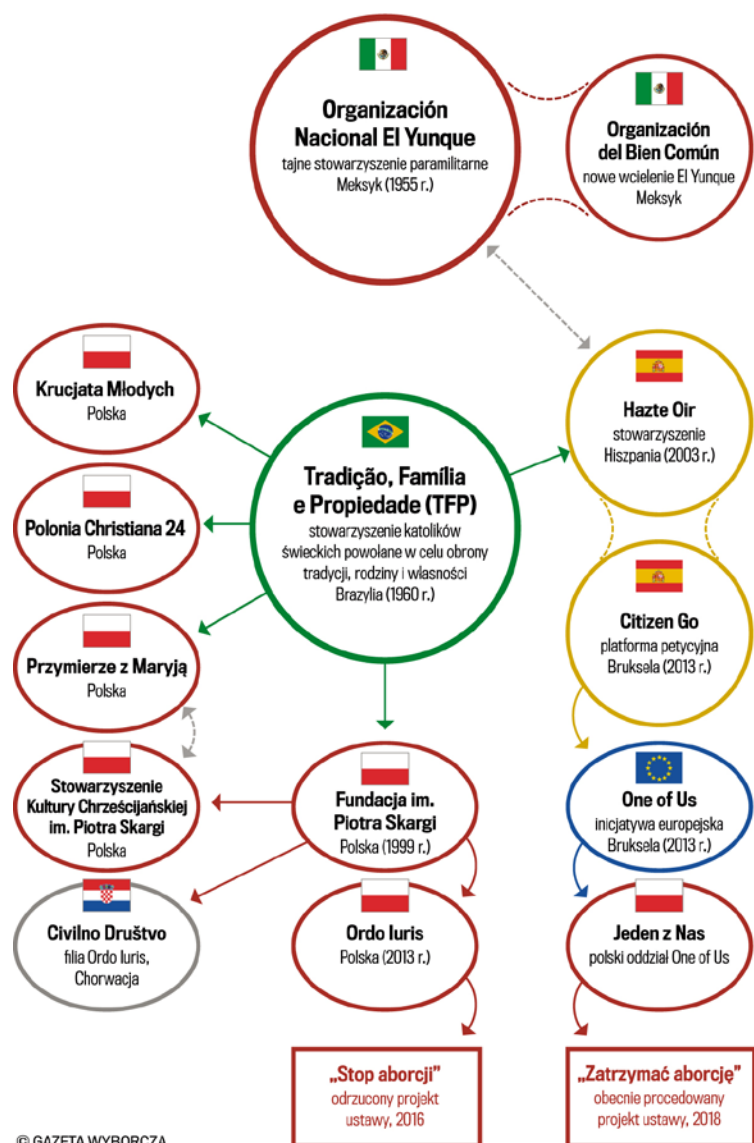 Organización
Nacional El Yunque
tajne stowarzyszenie paramilitarne
Meksyk (1955 r.)
Organización
del Bien Común
nowe wcielenie El Yunque
Meksyk
Krucjata Młodych
Polska
Hazte Oir
stowarzyszenie
Hiszpania (2003 r.)
Tradição, Família
e Propiedade (TFP)
stowarzyszenie katolików
świeckich powołane w celu obrony
tradycji, rodziny i własności
Brazylia (1960 r.)
Polonia Christiana 24
Polska
Citizen Go
platforma petycyjna
Bruksela (2013 r.)
Przymierze z Maryją
Polska
Stowarzyszenie
Kultury Chrześcijańskiej
im. Piotra Skargi
Polska
Fundacja im.
Piotra Skargi
Polska (1999 r.)
One of Us
inicjatywa europejska
Bruksela (2013 r.)
Civilno Društvo
filia Ordo Iuris,
Chorwacja
Ordo Iuris
Polska (2013 r.)
Jeden z Nas
polski oddział One of Us
„Stop aborcji”
odrzucony projekt
ustawy, 2016
„Zatrzymać aborcję”
obecnie procedowany
projekt ustawy, 2018
© GAZETA WYBORCZA